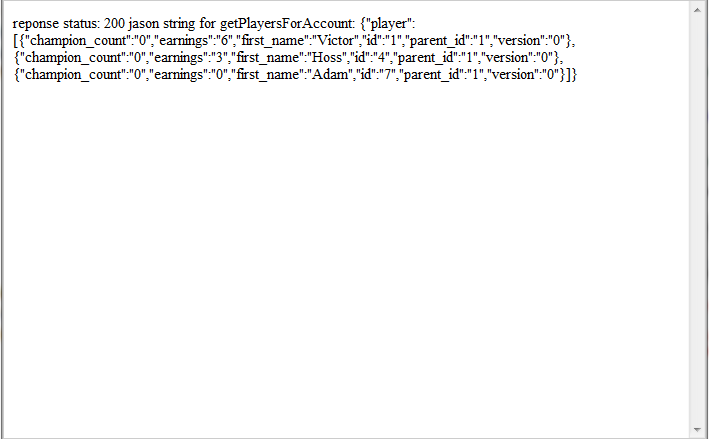 reponse status: 200 jason string for getPlayersForAccount: {"player":
[{"champion_count":"0","earnings":"6","first_name":"Victor","id":"1","parent_id":"1","version":"0"},
{"champion_count":"0","earnings":"3","first_name":"Hoss","id":"4","parent_id":"1","version":"0"},
{"champion_count":"0","earnings":"0","first_name":"Adam","id":"7","parent_id":"1","version":"0"}]}